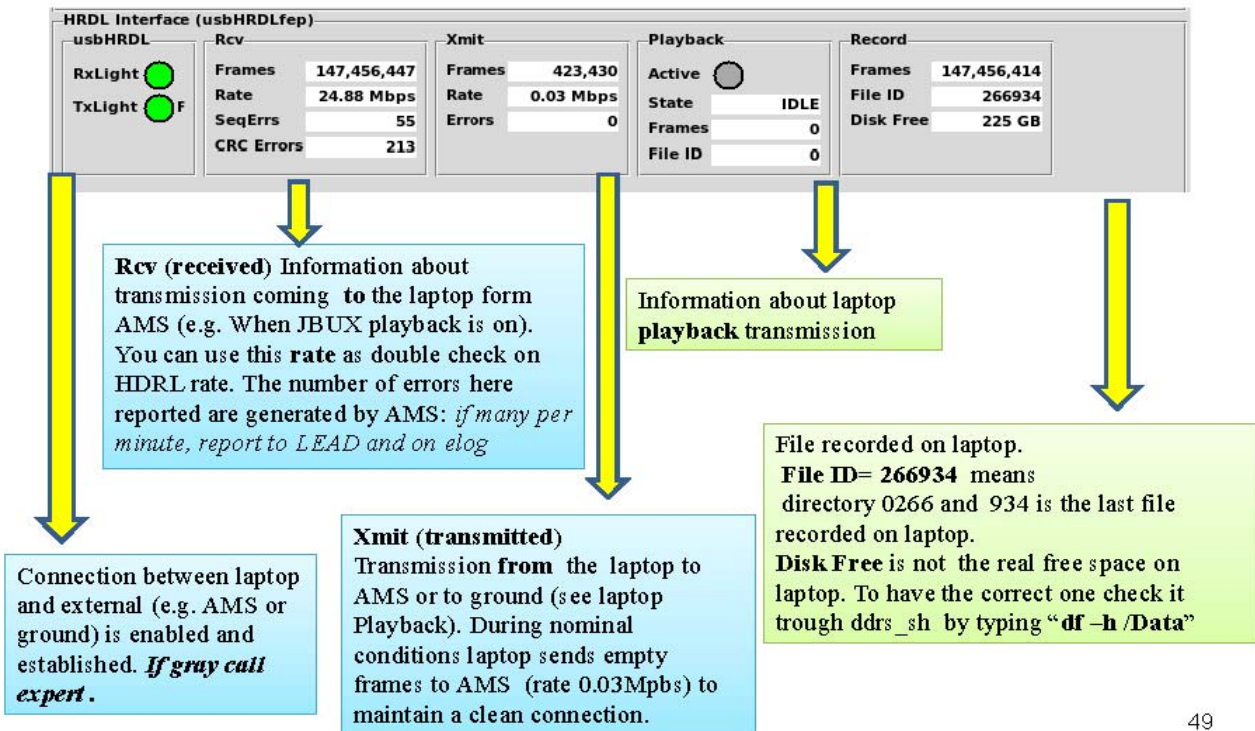 HRDL Interface (usbHRDLfep)
usbHRDL
RxLight
TxLight F
Rcv
Frames 147,456,447
Rate 24.88 Mbps
SeqErrs 55
CRC Errors 213
Xmit
Frames 423,430
Rate 0.03 Mbps
Errors 0
Playback
Active
State IDLE
Frames 0
File ID 0
Record
Frames 147,456,414
File ID 266934
Disk Free 225 GB
Rcv (received) Information about
transmission coming to the laptop form
AMS (e.g. When JBUX playback is on).
You can use this rate as double check on
HDRL rate. The number of errors here
reported are generated by AMS: if many per
minute, report to LEAD and on elog
Information about laptop
playback transmission
File recorded on laptop.
File ID= 266934 means
directory 0266 and 934 is the last file
recorded on laptop.
Disk Free is not the real free space on
laptop. To have the correct one check it
trough ddrs_sh by typing “df –h /Data”
Connection between laptop
and external (e.g. AMS or
ground) is enabled and
established. If gray call
expert.
Xmit (transmitted)
Transmission from the laptop to
AMS or to ground (see laptop
Playback). During nominal
conditions laptop sends empty
frames to AMS (rate 0.03Mpbs) to
maintain a clean connection.
49